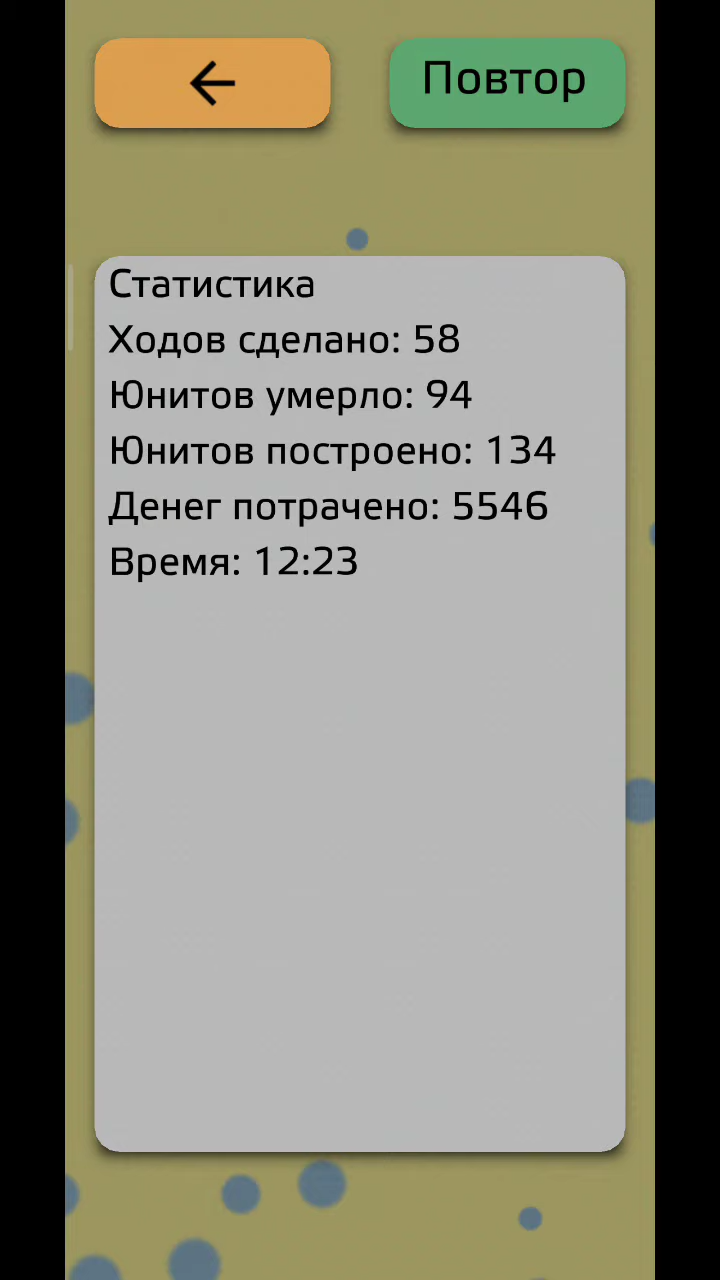 Повтор
Статистика
Ходов сделано: 58
Юнитов умерло: 94
Юнитов построено: 134
Денег потрачено: 5546
Время: 12:23